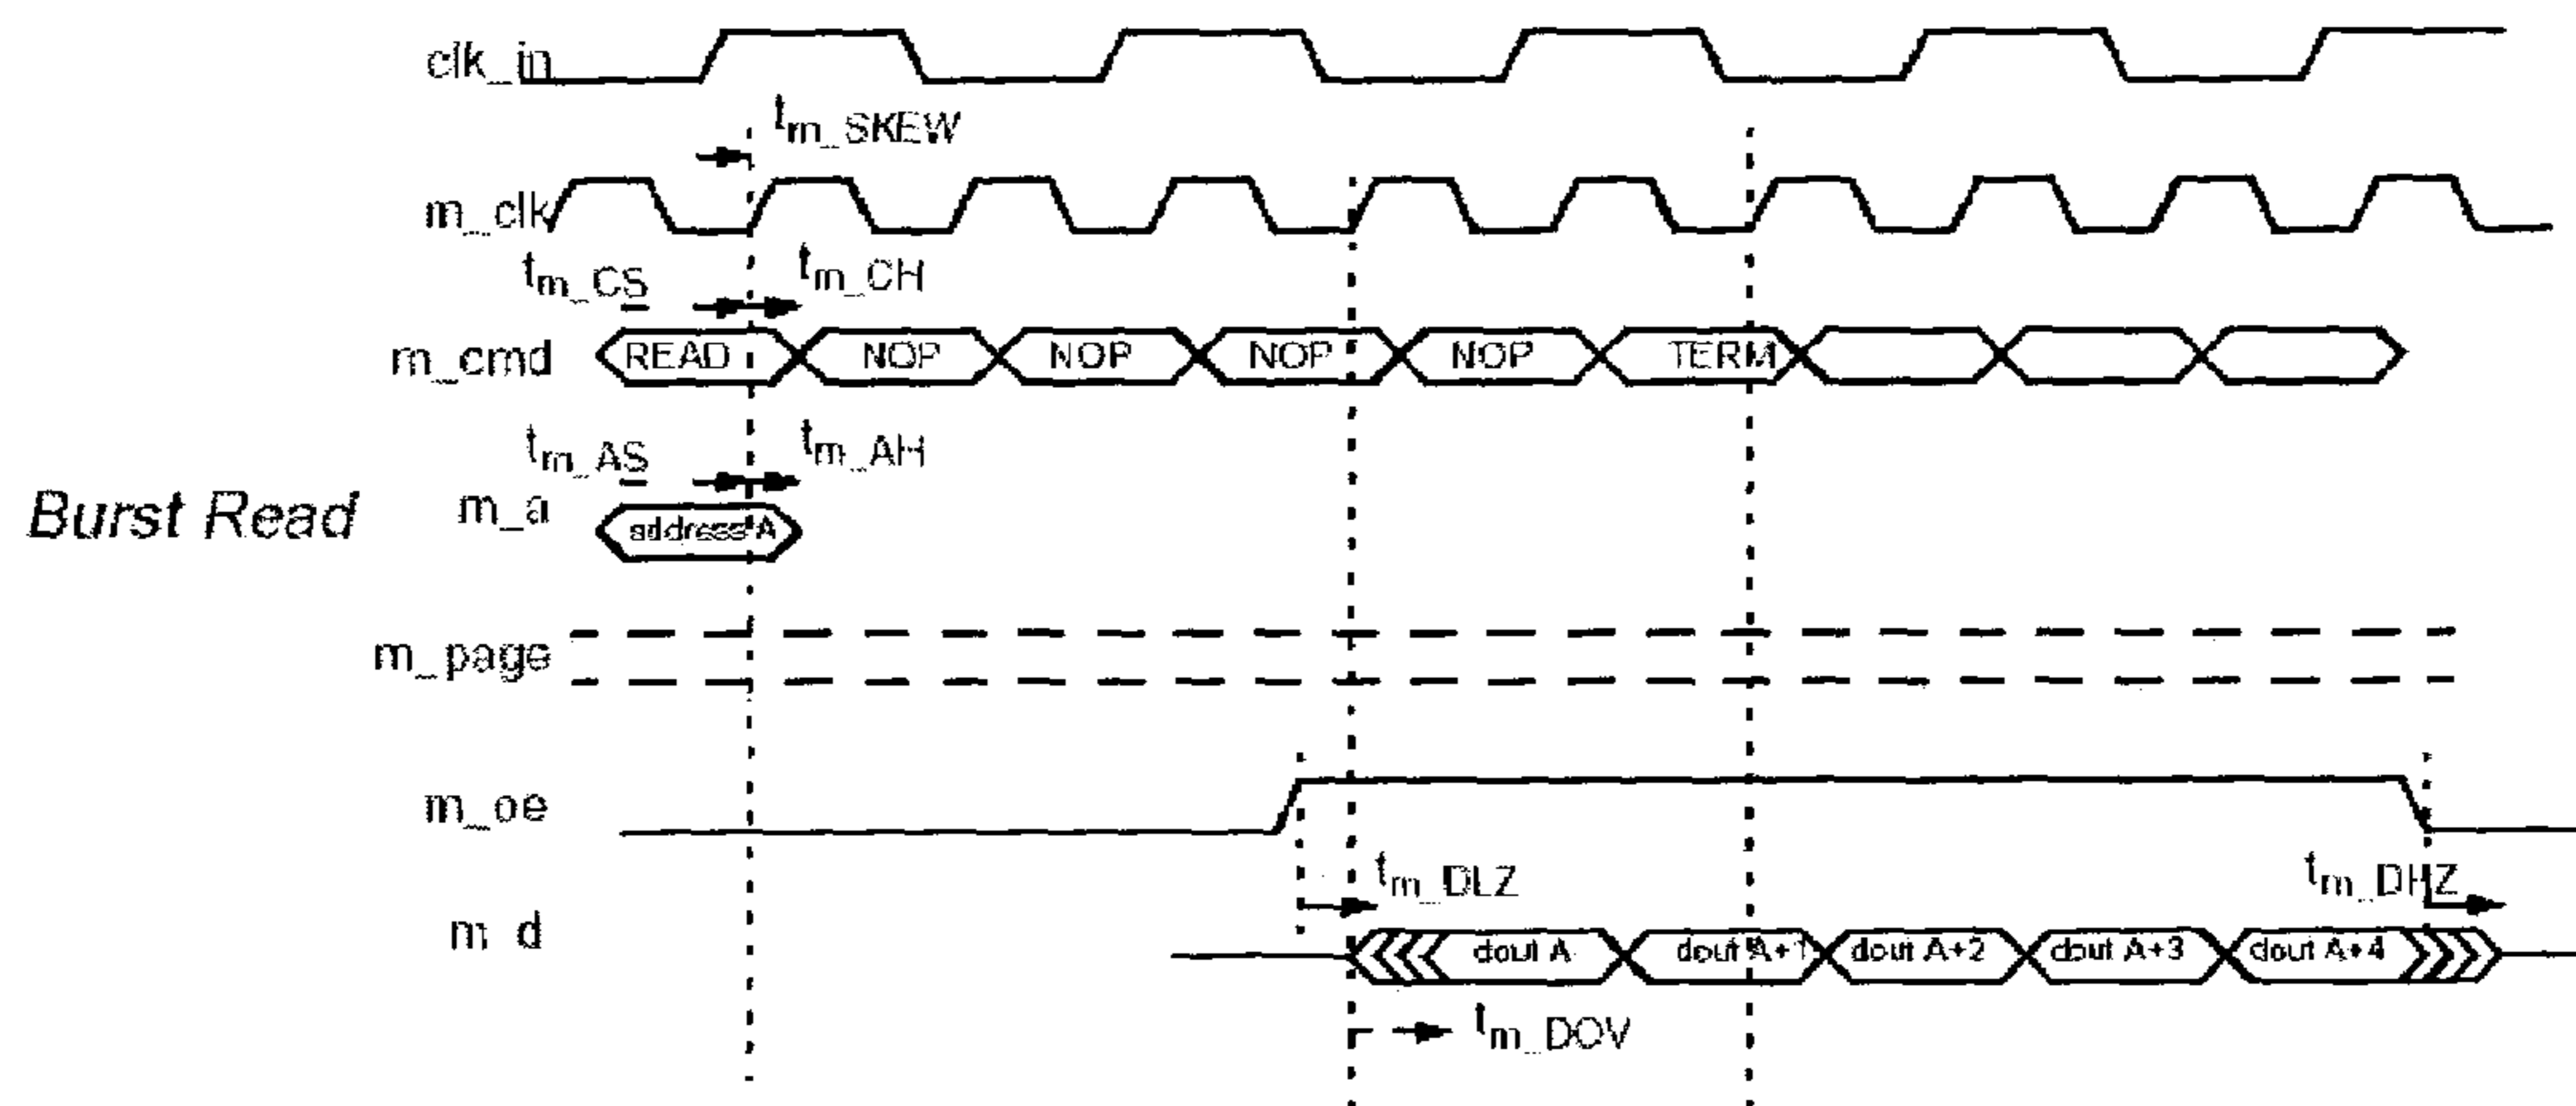 clk_in
t_m_SKEW
m_clk
t_m_CS t_m_CH
m_cmd READ NOP NOP NOP NOP TERM
t_m_AS t_m_AH
Burst Read m_a address A
m_page
m_oe
t_m_DLZ t_m_DHZ
m_d dout A dout A+1 dout A+2 dout A+3 dout A+4
t_m_DOV